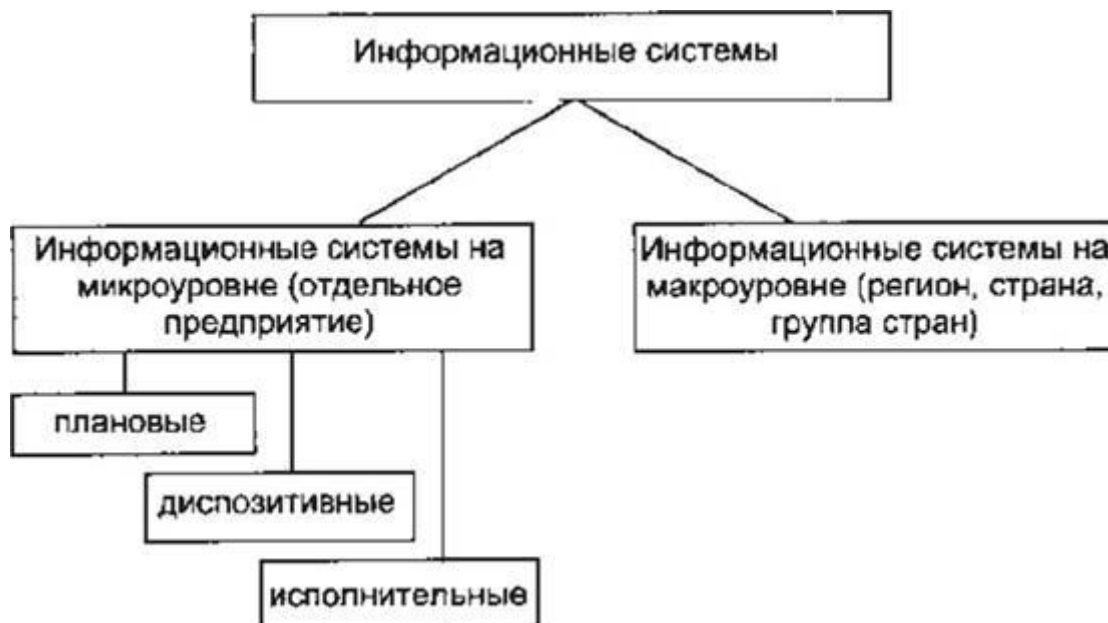 Информационные системы
Информационные системы на
микроуровне (отдельное
предприятие)
Информационные системы на
макроуровне (регион, страна,
группа стран)
плановые
диспозитивные
исполнительные